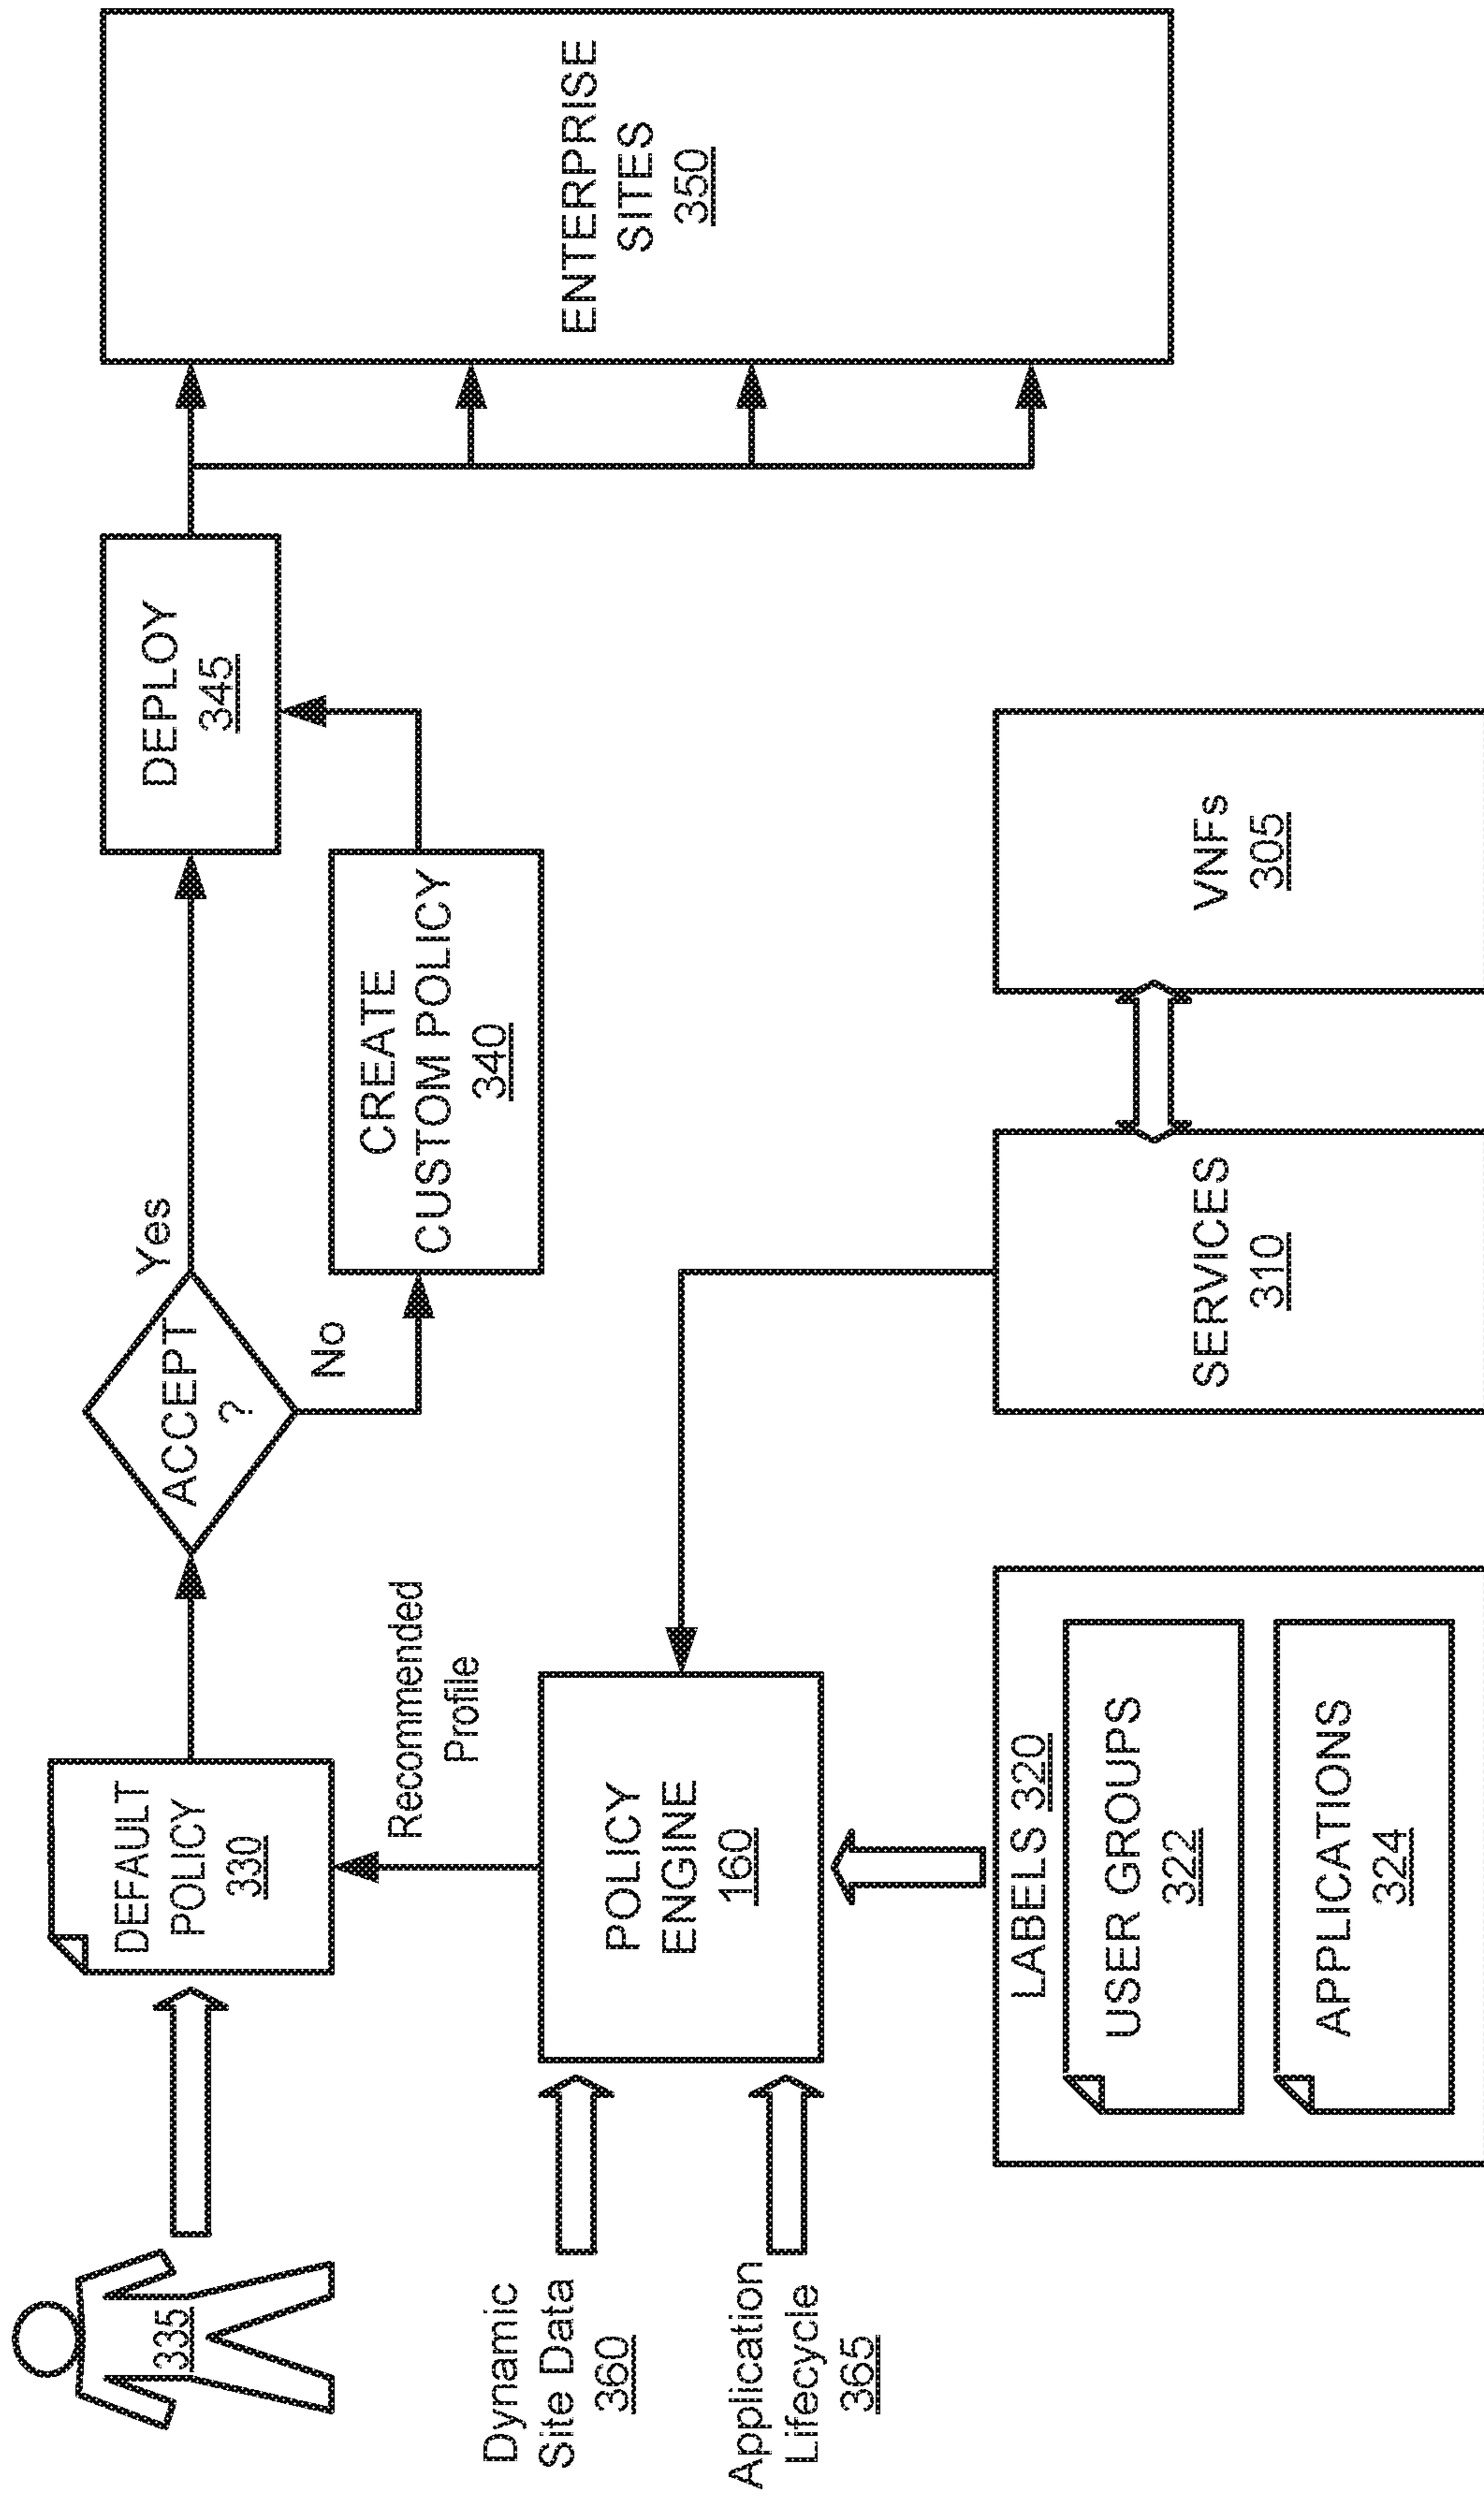 335
DEFAULT
POLICY
330
ACCEPT
?
Yes
No
DEPLOY
345
CREATE
CUSTOM POLICY
340
ENTERPRISE
SITES
350
Recommended
Profile
Dynamic
Site Data
360
Application
Lifecycle
365
POLICY
ENGINE
160
LABELS 320
USER GROUPS
322
APPLICATIONS
324
SERVICES
310
VNFs
305